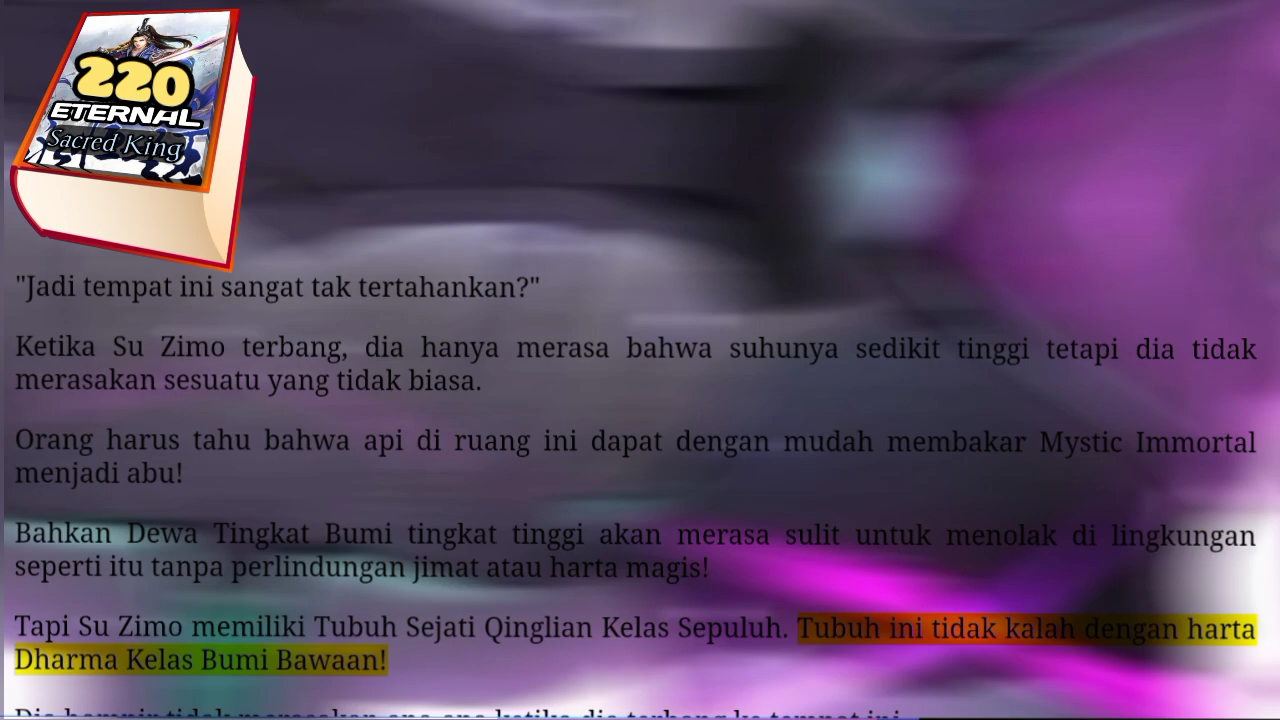 220
ETERNAL
Sacred King
"Jadi tempat ini sangat tak tertahankan?"
Ketika Su Zimo terbang, dia hanya merasa bahwa suhunya sedikit tinggi tetapi dia tidak
merasakan sesuatu yang tidak biasa.
Orang harus tahu bahwa api di ruang ini dapat dengan mudah membakar Mystic Immortal
menjadi abu!
Bahkan Dewa Tingkat Bumi tingkat tinggi akan merasa sulit untuk menolak di lingkungan
seperti itu tanpa perlindungan jimat atau harta magis!
Tapi Su Zimo memiliki Tubuh Sejati Qinglian Kelas Sepuluh. Tubuh ini tidak kalah dengan harta
Dharma Kelas Bumi Bawaan!